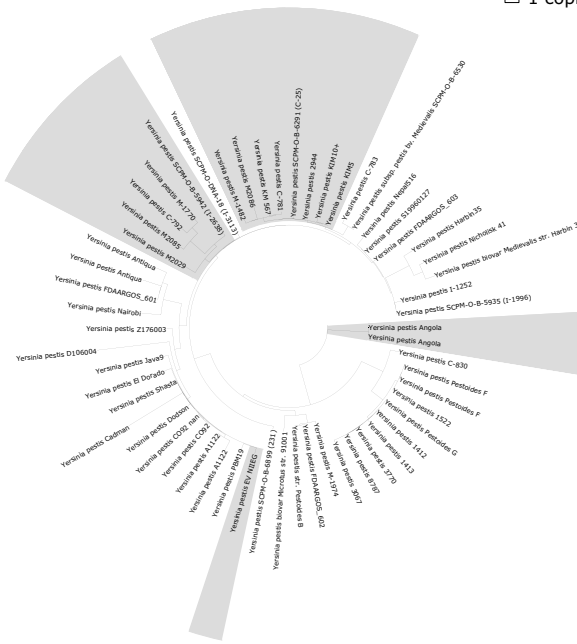 1 copi
Yersinia pestis SCPM-O-B-6291 (C-25)
Yersinia pestis 2944
Yersinia pestis KIM10+
Yersinia pestis KIM5
Yersinia pestis C-783
Yersinia pestis subsp. pestis bv. Medievalis SCPM-O-B-6530
Yersinia pestis Nepal516
Yersinia pestis S19960127
Yersinia pestis FDAARGOS_603
Yersinia pestis Harbin35
Yersinia pestis Nicholisk 41
Yersinia pestis biovar Medievalis str. Harbin 3
Yersinia pestis I-1252
Yersinia pestis SCPM-O-B-5935 (I-1996)
Yersinia pestis Angola
Yersinia pestis Angola
Yersinia pestis C-830
Yersinia pestis Pestoides F
Yersinia pestis Pestoides F
Yersinia pestis 1522
Yersinia pestis Pestoides G
Yersinia pestis 1412
Yersinia pestis 1413
Yersinia pestis 3770
Yersinia pestis 8787
Yersinia pestis 3067
Yersinia pestis M-1974
Yersinia pestis FDAARGOS_602
Yersinia pestis str. Pestoides B
Yersinia pestis biovar Microtus str. 91001
Yersinia pestis SCPM-O-B-6899 (231)
Yersinia pestis EV NIIEG
Yersinia pestis PBM19
Yersinia pestis A1122
Yersinia pestis A1122
Yersinia pestis CO92
Yersinia pestis CO92_nan
Yersinia pestis Dodson
Yersinia pestis Cadman
Yersinia pestis Shasta
Yersinia pestis El Dorado
Yersinia pestis Java9
Yersinia pestis D106004
Yersinia pestis Z176003
Yersinia pestis Nairobi
Yersinia pestis FDAARGOS_601
Yersinia pestis Antiqua
Yersinia pestis Antiqua
Yersinia pestis M2029
Yersinia pestis M2085
Yersinia pestis C-792
Yersinia pestis M-1770
Yersinia pestis SCPM-O-B-5942 (I-2638)
Yersinia pestis SCPM-O-DNA-18 (I-3113)
Yersinia pestis M-1482
Yersinia pestis M2086
Yersinia pestis KM 567
Yersinia pestis C-781